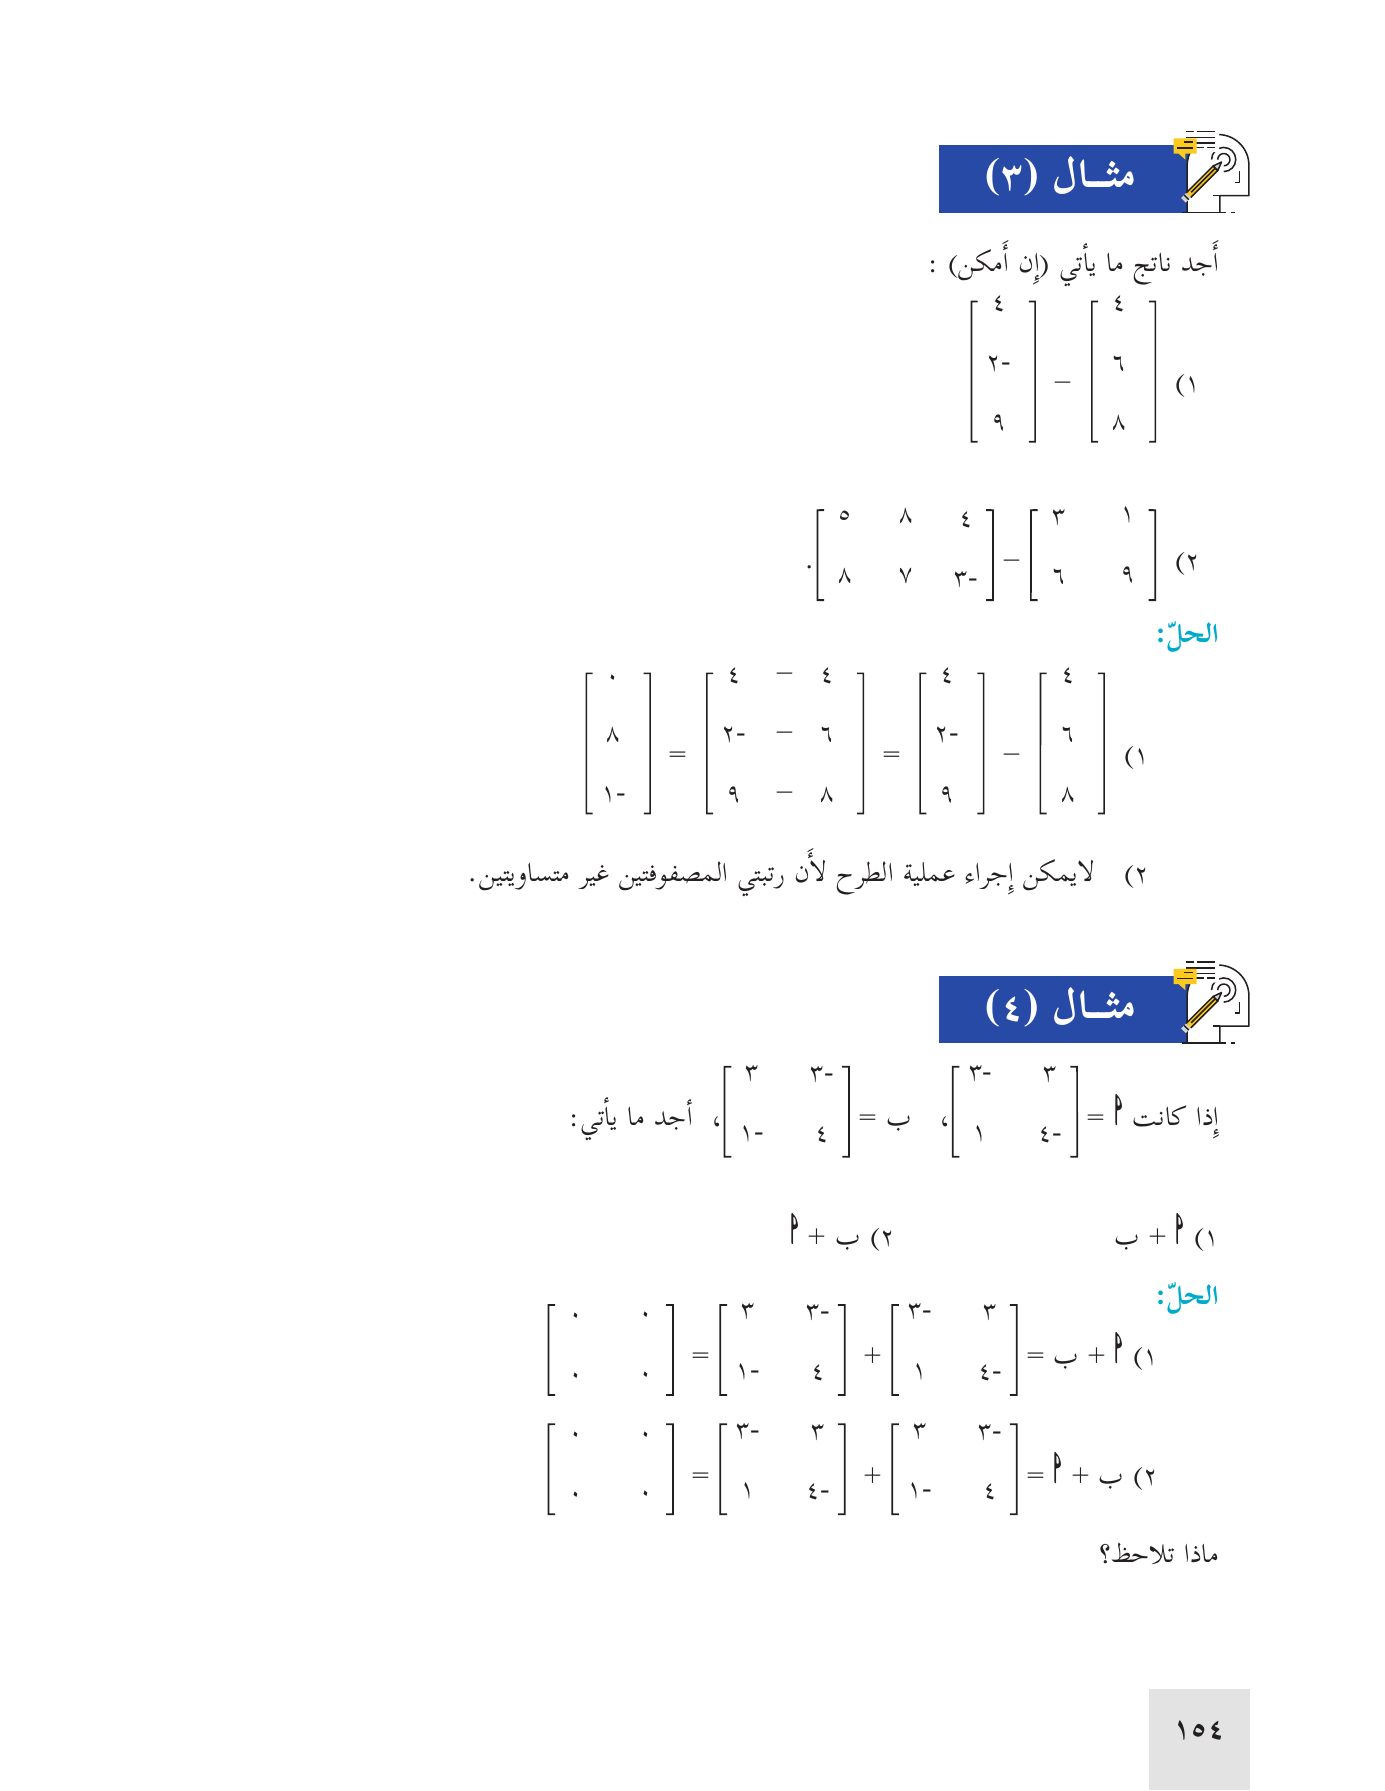 مثــال (٣)
أَجد ناتج ما يأتي (إِن أَمكن) :
١) [٤ ؛ ٦ ؛ ٨] − [٤ ؛ -٢ ؛ ٩]
٢) [١ ٣ ؛ ٩ ٦] − [٤ ٨ ٥ ؛ -٣ ٧ ٨].
الحلّ:
١) [٤ ؛ ٦ ؛ ٨] − [٤ ؛ -٢ ؛ ٩] = [٤ − ٤ ؛ ٦ − -٢ ؛ ٨ − ٩] = [٠ ؛ ٨ ؛ -١]
٢) لايمكن إِجراء عملية الطرح لأَن رتبتي المصفوفتين غير متساويتين.
مثــال (٤)
إِذا كانت أ = [٣ -٣ ؛ -٤ ١]، ب = [-٣ ٣ ؛ ٤ -١]، أجد ما يأتي:
١) أ + ب ٢) ب + أ
الحلّ:
١) أ + ب = [٣ -٣ ؛ -٤ ١] + [-٣ ٣ ؛ ٤ -١] = [٠ ٠ ؛ ٠ ٠]
٢) ب + أ = [-٣ ٣ ؛ ٤ -١] + [٣ -٣ ؛ -٤ ١] = [٠ ٠ ؛ ٠ ٠]
ماذا تلاحظ؟
١٥٤